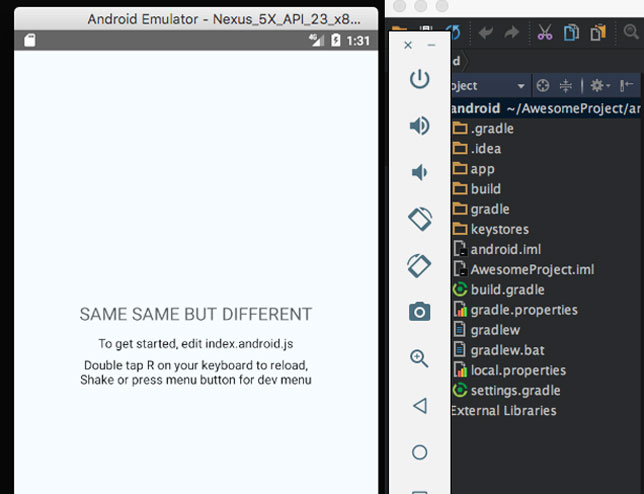 Android Emulator - Nexus_5X_API_23_x8...
4G
1:31
SAME SAME BUT DIFFERENT
To get started, edit index.android.js
Double tap R on your keyboard to reload,
Shake or press menu button for dev menu
d
oject
android ~/AwesomeProject/an
.gradle
.idea
app
build
gradle
keystores
android.iml
AwesomeProject.iml
build.gradle
gradle.properties
gradlew
gradlew.bat
local.properties
settings.gradle
External Libraries